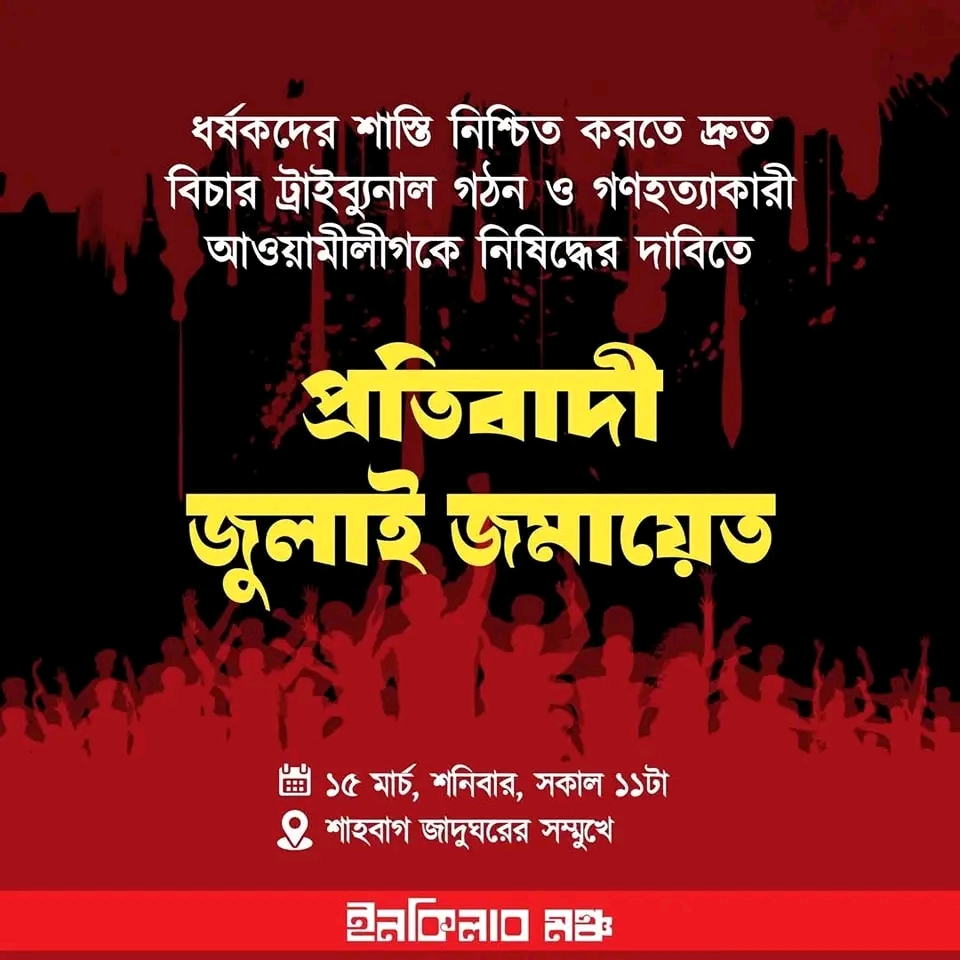 ধর্ষকদের শাস্তি নিশ্চিত করতে দ্রুত
বিচার ট্রাইব্যুনাল গঠন ও গণহত্যাকারী
আওয়ামীলীগকে নিষিদ্ধের দাবিতে
প্রতিবাদী
জুলাই জমায়েত
১৫ মার্চ, শনিবার, সকাল ১১টা
শাহবাগ জাদুঘরের সম্মুখে
ইনকিলাব মঞ্চ